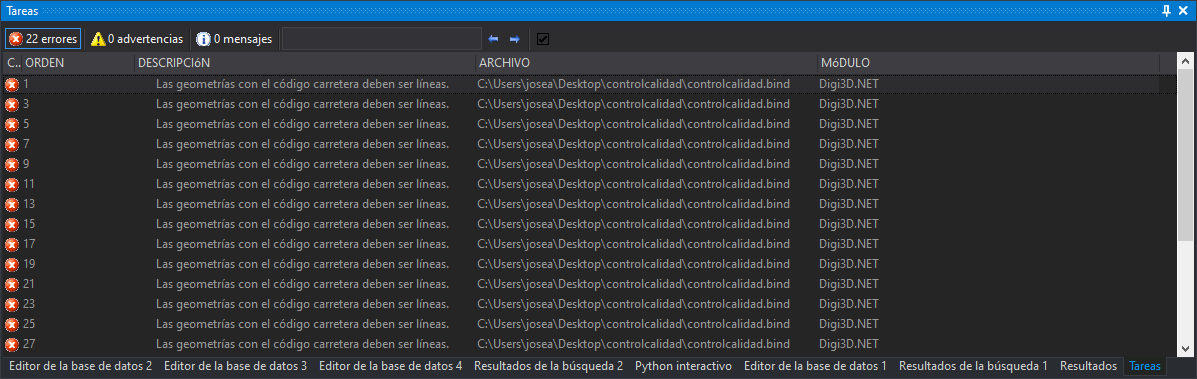 Tareas
22 errores 0 advertencias 0 mensajes
C.. ORDEN DESCRIPCIóN ARCHIVO MóDULO
1 Las geometrías con el código carretera deben ser líneas. C:\Users\josea\Desktop\controlcalidad\controlcalidad.bind Digi3D.NET
3 Las geometrías con el código carretera deben ser líneas. C:\Users\josea\Desktop\controlcalidad\controlcalidad.bind Digi3D.NET
5 Las geometrías con el código carretera deben ser líneas. C:\Users\josea\Desktop\controlcalidad\controlcalidad.bind Digi3D.NET
7 Las geometrías con el código carretera deben ser líneas. C:\Users\josea\Desktop\controlcalidad\controlcalidad.bind Digi3D.NET
9 Las geometrías con el código carretera deben ser líneas. C:\Users\josea\Desktop\controlcalidad\controlcalidad.bind Digi3D.NET
11 Las geometrías con el código carretera deben ser líneas. C:\Users\josea\Desktop\controlcalidad\controlcalidad.bind Digi3D.NET
13 Las geometrías con el código carretera deben ser líneas. C:\Users\josea\Desktop\controlcalidad\controlcalidad.bind Digi3D.NET
15 Las geometrías con el código carretera deben ser líneas. C:\Users\josea\Desktop\controlcalidad\controlcalidad.bind Digi3D.NET
17 Las geometrías con el código carretera deben ser líneas. C:\Users\josea\Desktop\controlcalidad\controlcalidad.bind Digi3D.NET
19 Las geometrías con el código carretera deben ser líneas. C:\Users\josea\Desktop\controlcalidad\controlcalidad.bind Digi3D.NET
21 Las geometrías con el código carretera deben ser líneas. C:\Users\josea\Desktop\controlcalidad\controlcalidad.bind Digi3D.NET
23 Las geometrías con el código carretera deben ser líneas. C:\Users\josea\Desktop\controlcalidad\controlcalidad.bind Digi3D.NET
25 Las geometrías con el código carretera deben ser líneas. C:\Users\josea\Desktop\controlcalidad\controlcalidad.bind Digi3D.NET
27 Las geometrías con el código carretera deben ser líneas. C:\Users\josea\Desktop\controlcalidad\controlcalidad.bind Digi3D.NET
Editor de la base de datos 2 Editor de la base de datos 3 Editor de la base de datos 4 Resultados de la búsqueda 2 Python interactivo Editor de la base de datos 1 Resultados de la búsqueda 1 Resultados Tareas